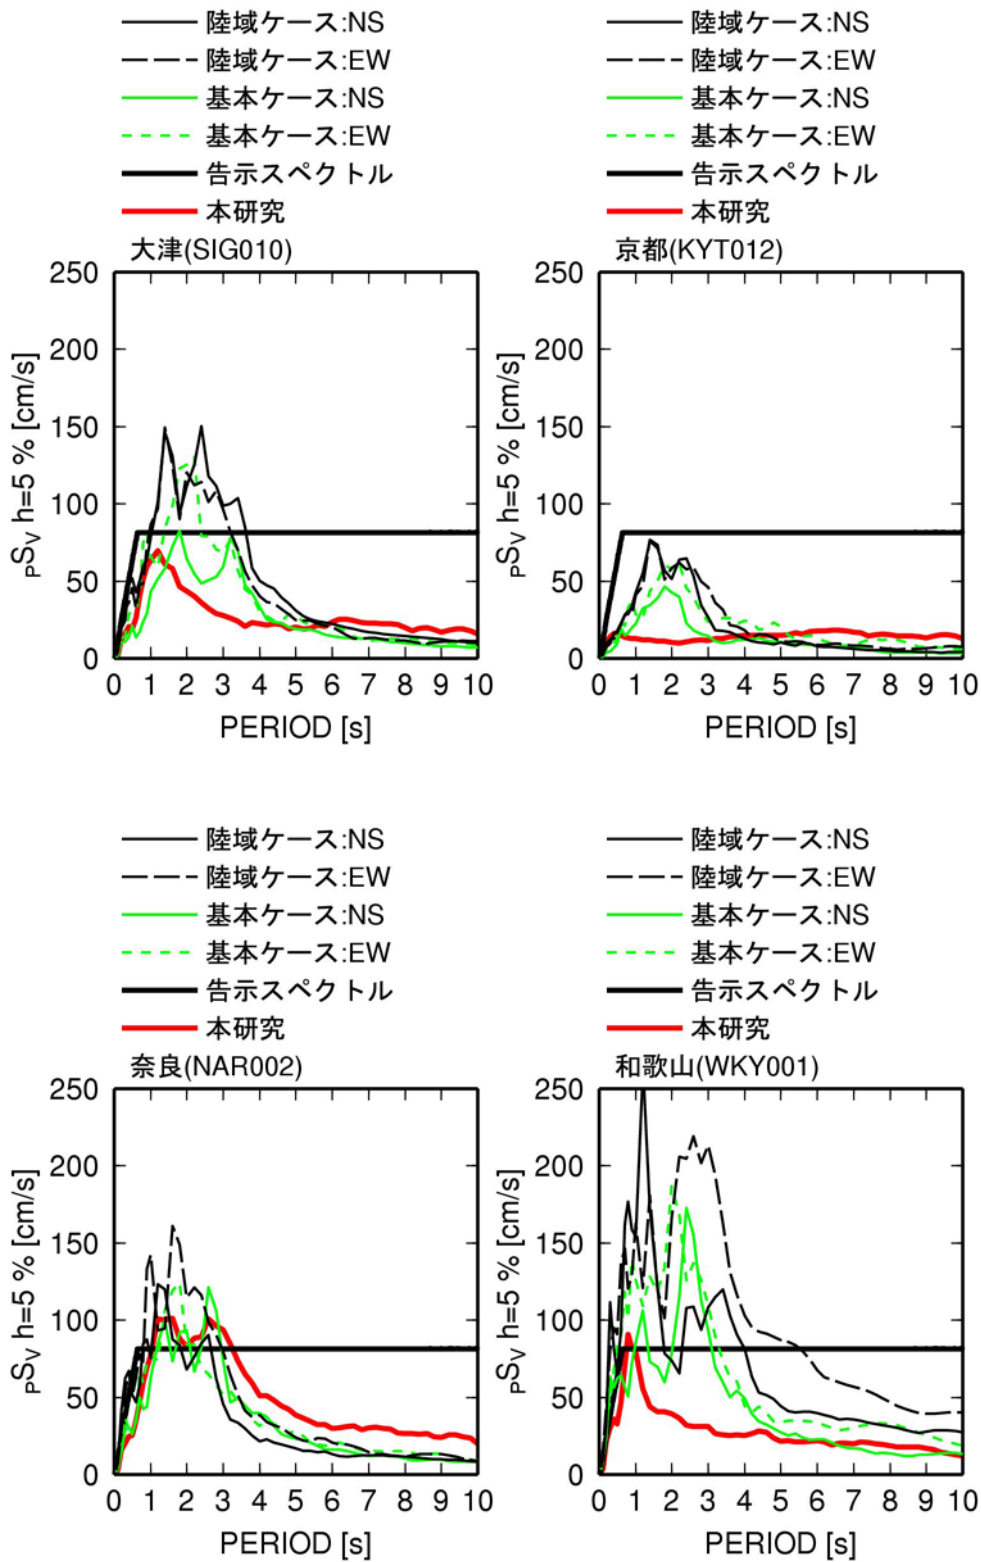 陸域ケース:NS
陸域ケース:EW
基本ケース:NS
基本ケース:EW
告示スペクトル
本研究
大津(SIG010)
250
200
150
100
50
0
PSV h=5 % [cm/s]
0 1 2 3 4 5 6 7 8 9 10
PERIOD [s]
陸域ケース:NS
陸域ケース:EW
基本ケース:NS
基本ケース:EW
告示スペクトル
本研究
京都(KYT012)
250
200
150
100
50
0
PSV h=5 % [cm/s]
0 1 2 3 4 5 6 7 8 9 10
PERIOD [s]
陸域ケース:NS
陸域ケース:EW
基本ケース:NS
基本ケース:EW
告示スペクトル
本研究
奈良(NAR002)
250
200
150
100
50
0
PSV h=5 % [cm/s]
0 1 2 3 4 5 6 7 8 9 10
PERIOD [s]
陸域ケース:NS
陸域ケース:EW
基本ケース:NS
基本ケース:EW
告示スペクトル
本研究
和歌山(WKY001)
250
200
150
100
50
0
PSV h=5 % [cm/s]
0 1 2 3 4 5 6 7 8 9 10
PERIOD [s]